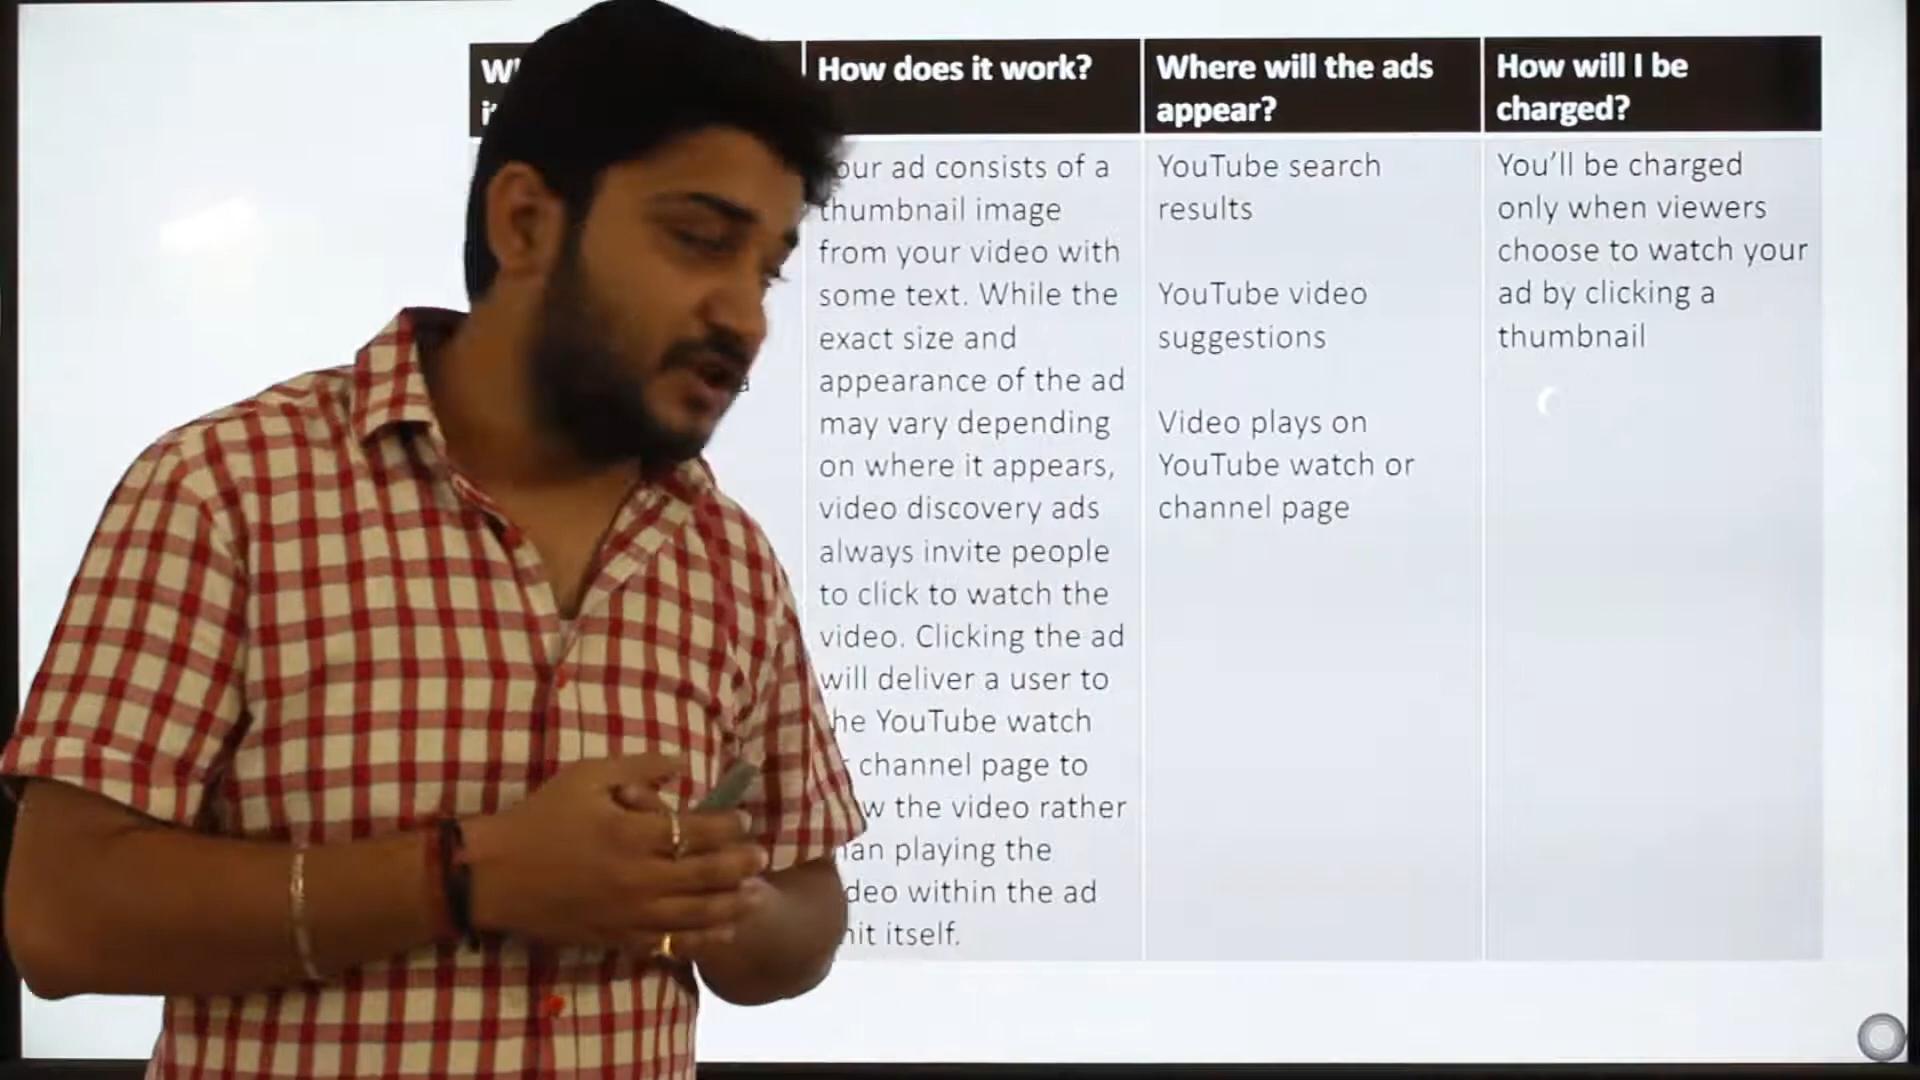 How does it work?
thumbnail image
from your video with
some text. While the
exact size and
appearance of the ad
may vary depending
on where it appears,
video discovery ads
always invite people
to click to watch the
video. Clicking the ad
will deliver a user to
YouTube watch
channel page to
the video rather
playing the
within the ad
itself.
ad consists of a
Where will the ads
appear?
YouTube search
results
YouTube video
suggestions
Video plays on
YouTube watch or
channel page
How will I be
charged?
You’ll be charged
only when viewers
choose to watch your
ad by clicking a
thumbnail